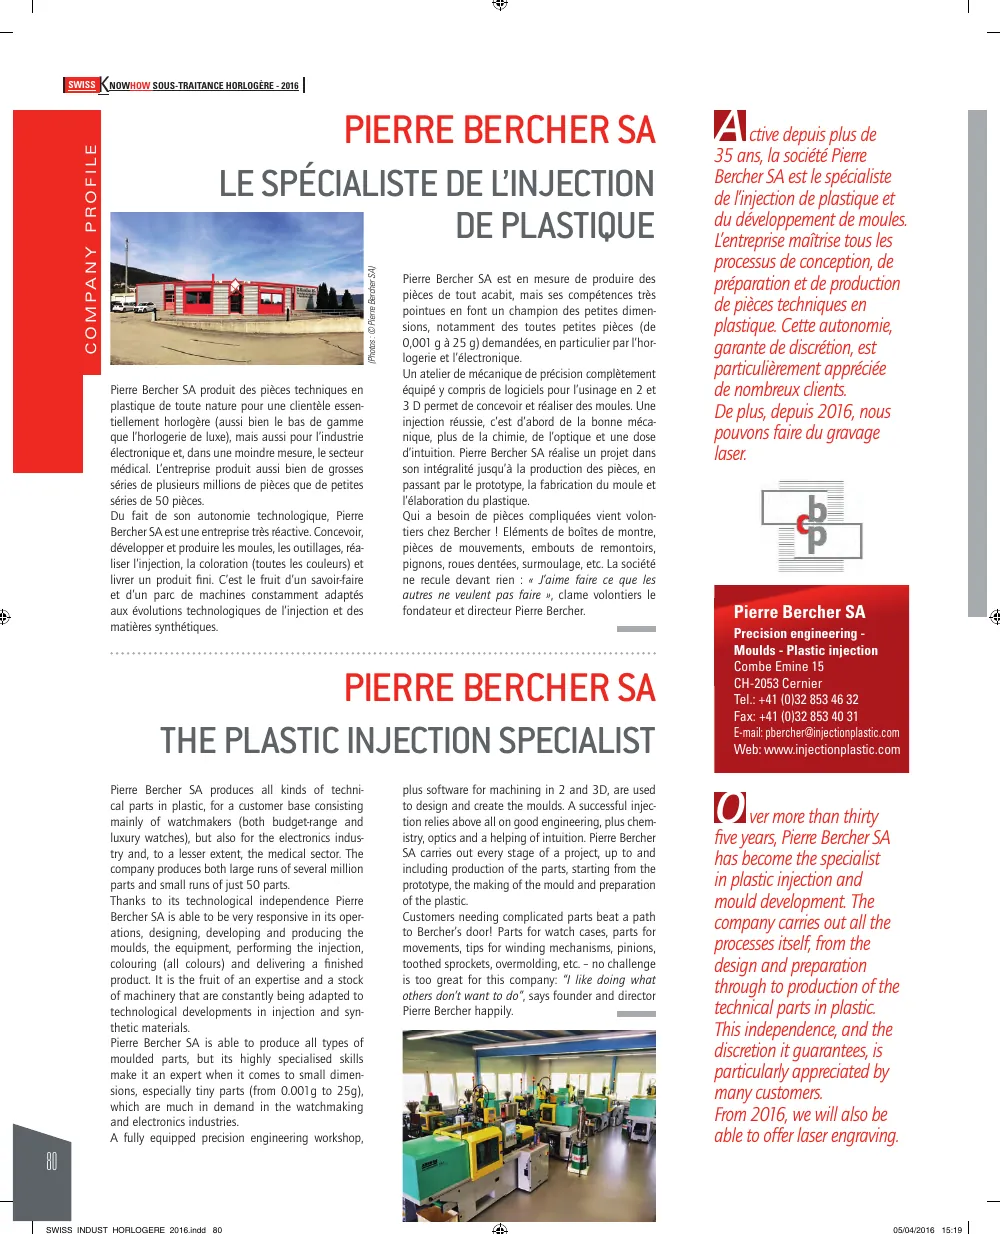 SWISS KNOWHOW SOUS-TRAITANCE HORLOGÈRE - 2016
COMPANY PROFILE
PIERRE BERCHER SA
LE SPÉCIALISTE DE L’INJECTION
DE PLASTIQUE
(Photos : © Pierre Bercher SA)
Pierre Bercher SA produit des pièces techniques en
plastique de toute nature pour une clientèle essen-
tiellement horlogère (aussi bien le bas de gamme
que l’horlogerie de luxe), mais aussi pour l’industrie
électronique et, dans une moindre mesure, le secteur
médical. L’entreprise produit aussi bien de grosses
séries de plusieurs millions de pièces que de petites
séries de 50 pièces.
Du fait de son autonomie technologique, Pierre
Bercher SA est une entreprise très réactive. Concevoir,
développer et produire les moules, les outillages, réa-
liser l’injection, la coloration (toutes les couleurs) et
livrer un produit fini. C’est le fruit d’un savoir-faire
et d’un parc de machines constamment adaptés
aux évolutions technologiques de l’injection et des
matières synthétiques.
Pierre Bercher SA est en mesure de produire des
pièces de tout acabit, mais ses compétences très
pointues en font un champion des petites dimen-
sions, notamment des toutes petites pièces (de
0,001 g à 25 g) demandées, en particulier par l’hor-
logerie et l’électronique.
Un atelier de mécanique de précision complètement
équipé y compris de logiciels pour l’usinage en 2 et
3 D permet de concevoir et réaliser des moules. Une
injection réussie, c’est d’abord de la bonne méca-
nique, plus de la chimie, de l’optique et une dose
d’intuition. Pierre Bercher SA réalise un projet dans
son intégralité jusqu’à la production des pièces, en
passant par le prototype, la fabrication du moule et
l’élaboration du plastique.
Qui a besoin de pièces compliquées vient volon-
tiers chez Bercher ! Eléments de boîtes de montre,
pièces de mouvements, embouts de remontoirs,
pignons, roues dentées, surmoulage, etc. La société
ne recule devant rien : « J’aime faire ce que les
autres ne veulent pas faire », clame volontiers le
fondateur et directeur Pierre Bercher.
PIERRE BERCHER SA
THE PLASTIC INJECTION SPECIALIST
Pierre Bercher SA produces all kinds of techni-
cal parts in plastic, for a customer base consisting
mainly of watchmakers (both budget-range and
luxury watches), but also for the electronics indus-
try and, to a lesser extent, the medical sector. The
company produces both large runs of several million
parts and small runs of just 50 parts.
Thanks to its technological independence Pierre
Bercher SA is able to be very responsive in its oper-
ations, designing, developing and producing the
moulds, the equipment, performing the injection,
colouring (all colours) and delivering a finished
product. It is the fruit of an expertise and a stock
of machinery that are constantly being adapted to
technological developments in injection and syn-
thetic materials.
Pierre Bercher SA is able to produce all types of
moulded parts, but its highly specialised skills
make it an expert when it comes to small dimen-
sions, especially tiny parts (from 0.001g to 25g),
which are much in demand in the watchmaking
and electronics industries.
A fully equipped precision engineering workshop,
plus software for machining in 2 and 3D, are used
to design and create the moulds. A successful injec-
tion relies above all on good engineering, plus chem-
istry, optics and a helping of intuition. Pierre Bercher
SA carries out every stage of a project, up to and
including production of the parts, starting from the
prototype, the making of the mould and preparation
of the plastic.
Customers needing complicated parts beat a path
to Bercher’s door! Parts for watch cases, parts for
movements, tips for winding mechanisms, pinions,
toothed sprockets, overmolding, etc. – no challenge
is too great for this company: “I like doing what
others don’t want to do”, says founder and director
Pierre Bercher happily.
Active depuis plus de
35 ans, la société Pierre
Bercher SA est le spécialiste
de l’injection de plastique et
du développement de moules.
L’entreprise maîtrise tous les
processus de conception, de
préparation et de production
de pièces techniques en
plastique. Cette autonomie,
garante de discrétion, est
particulièrement appréciée
de nombreux clients.
De plus, depuis 2016, nous
pouvons faire du gravage
laser.
bcp
Pierre Bercher SA
Precision engineering -
Moulds - Plastic injection
Combe Emine 15
CH-2053 Cernier
Tel.: +41 (0)32 853 46 32
Fax: +41 (0)32 853 40 31
E-mail: pbercher@injectionplastic.com
Web: www.injectionplastic.com
Over more than thirty
five years, Pierre Bercher SA
has become the specialist
in plastic injection and
mould development. The
company carries out all the
processes itself, from the
design and preparation
through to production of the
technical parts in plastic.
This independence, and the
discretion it guarantees, is
particularly appreciated by
many customers.
From 2016, we will also be
able to offer laser engraving.
80
SWISS_INDUST_HORLOGERE_2016.indd 80
05/04/2016 15:19